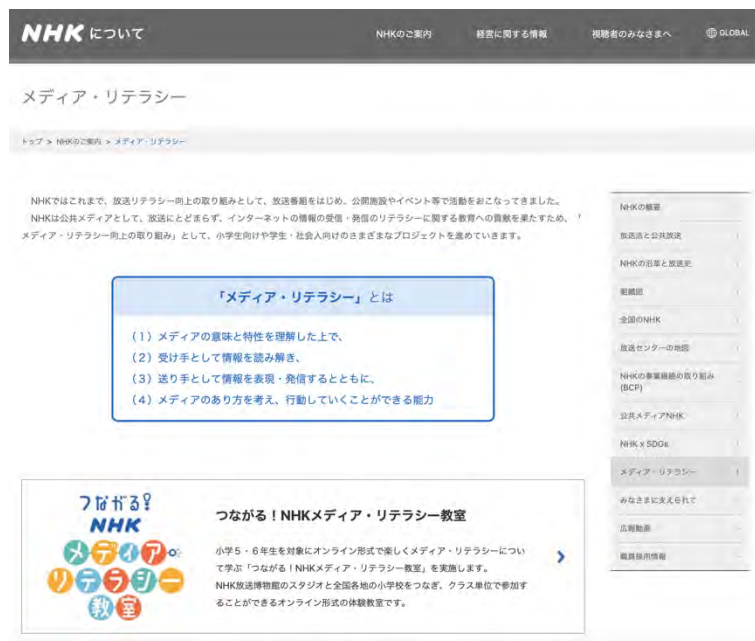 NHK について
NHKのご案内
経営に関する情報
視聴者のみなさまへ
GLOBAL
メディア・リテラシー
トップ > NHKのご案内 > メディア・リテラシー
NHKではこれまで、放送リテラシー向上の取り組みとして、放送番組をはじめ、公開施設やイベント等で活動をおこなってきました。
NHKは公共メディアとして、放送にとどまらず、インターネットの情報の受信・発信のリテラシーに関する教育への貢献を果たすため、「
メディア・リテラシー向上の取り組み」として、小学生向けや学生・社会人向けのさまざまなプロジェクトを進めていきます。
「メディア・リテラシー」とは
（1）メディアの意味と特性を理解した上で、
（2）受け手として情報を読み解き、
（3）送り手として情報を表現・発信するとともに、
（4）メディアのあり方を考え、行動していくことができる能力
NHKの概要
放送法と公共放送
NHKの沿革と放送史
組織図
全国のNHK
放送センターの地図
NHKの事業継続の取り組み
(BCP)
公共メディアNHK
NHK x SDGs
メディア・リテラシー
みなさまに支えられて
広報動画
職員採用情報
つながる!?
NHK
メディア
リテラシー
教室
つながる！NHKメディア・リテラシー教室
小学5・6年生を対象にオンライン形式で楽しくメディア・リテラシーについ
て学ぶ「つながる！NHKメディア・リテラシー教室」を実施します。
NHK放送博物館のスタジオと全国各地の小学校をつなぎ、クラス単位で参加す
ることができるオンライン形式の体験教室です。